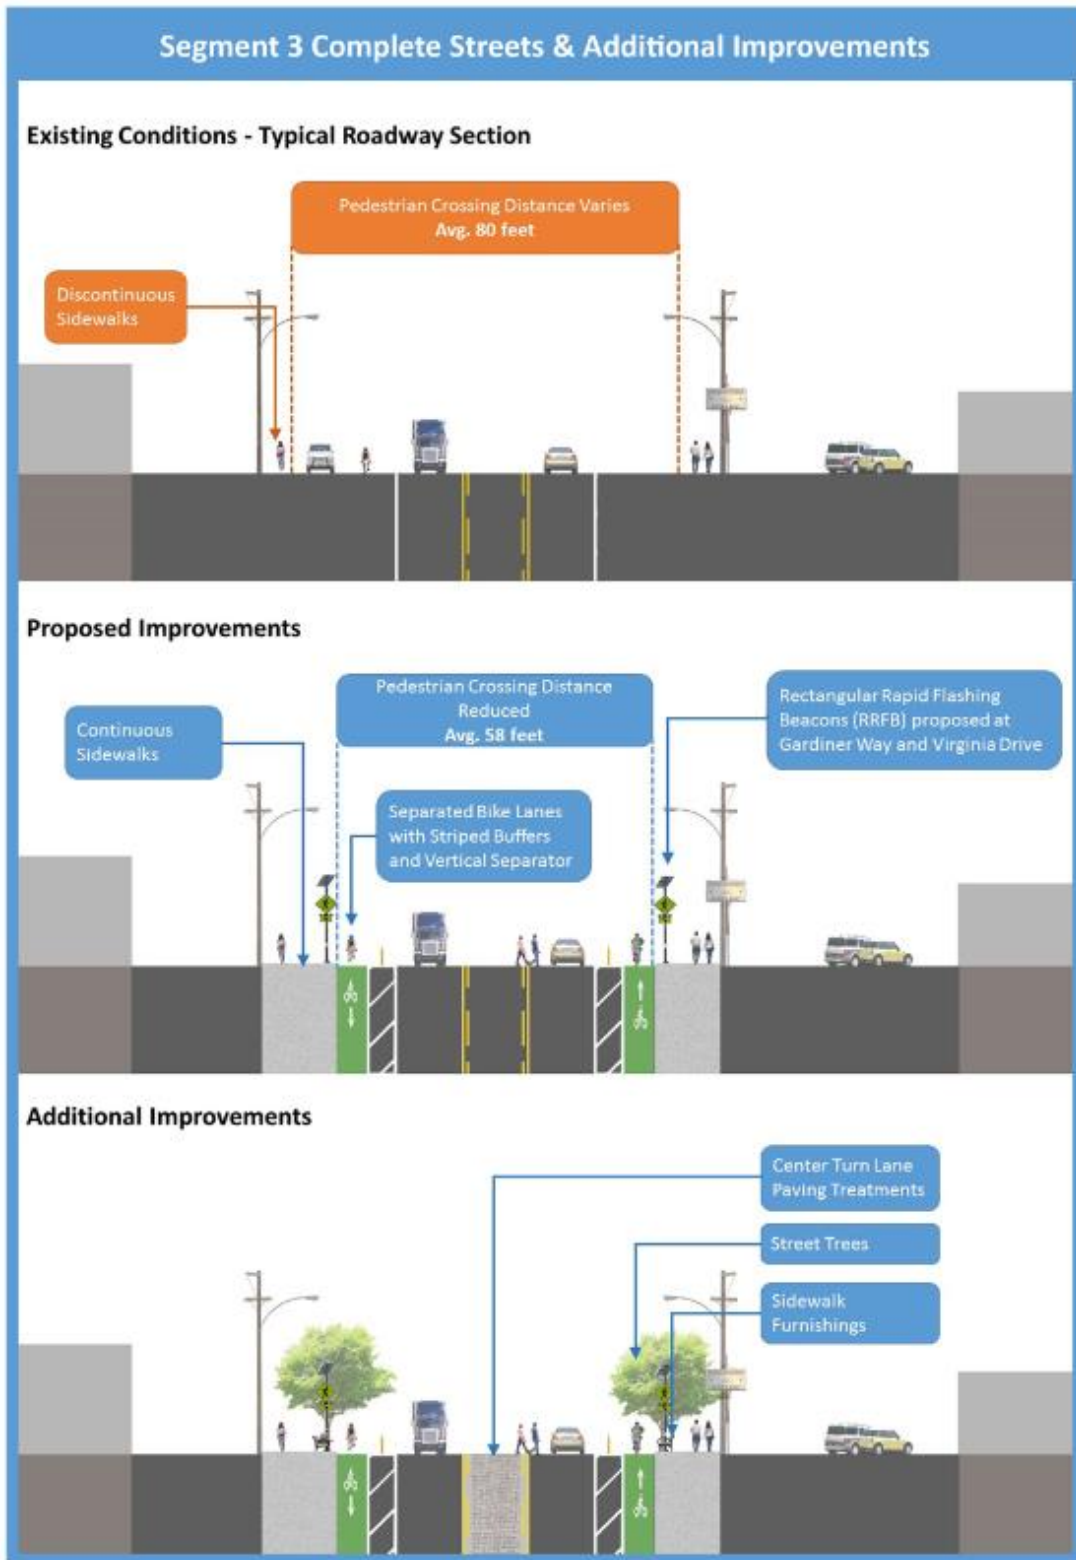 Segment 3 Complete Streets & Additional Improvements
Existing Conditions - Typical Roadway Section
Pedestrian Crossing Distance Varies
Avg. 80 feet
Discontinuous
Sidewalks
Proposed Improvements
Pedestrian Crossing Distance
Reduced
Avg. 58 feet
Rectangular Rapid Flashing
Beacons (RRFB) proposed at
Gardiner Way and Virginia Drive
Continuous
Sidewalks
Separated Bike Lanes
with Striped Buffers
and Vertical Separator
Additional Improvements
Center Turn Lane
Paving Treatments
Street Trees
Sidewalk
Furnishings